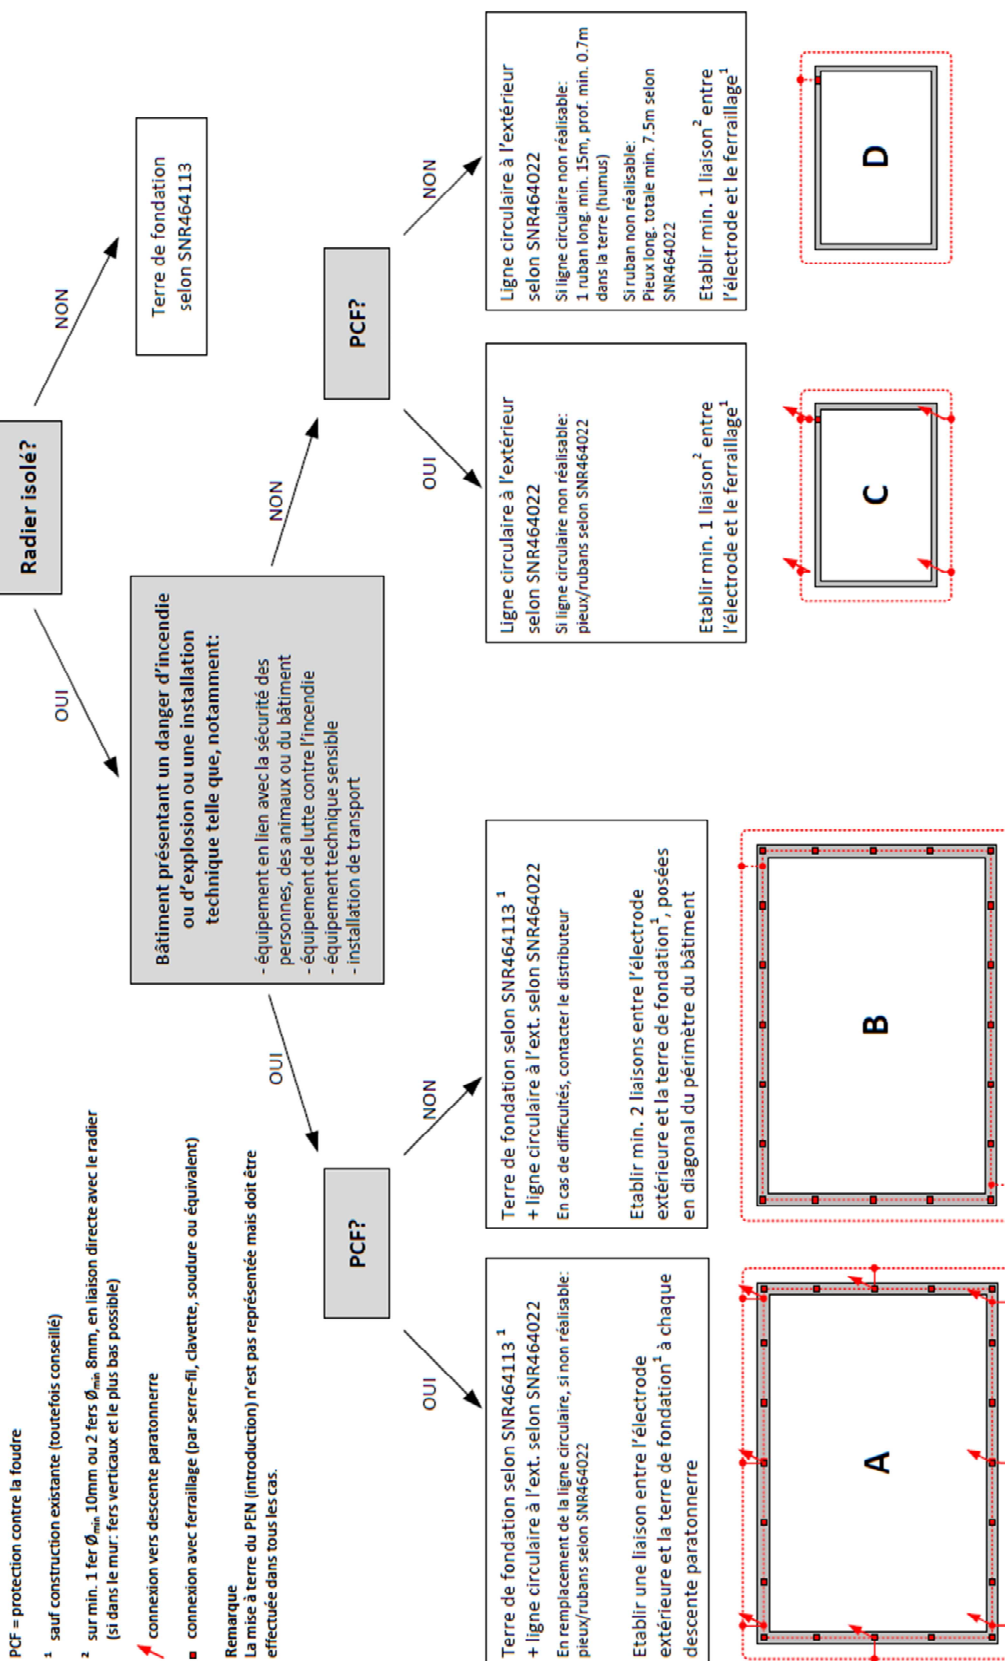 PCF = protection contre la foudre
1 sauf construction existante (toutefois conseillé)
2 sur min. 1 fer Ømin 10mm ou 2 fers Ømin 8mm, en liaison directe avec le radier
(si dans le mur: fers verticaux et le plus bas possible)
connexion vers descente paratonnerre
connexion avec ferraillage (par serre-fil, clavette, soudure ou équivalent)
Remarque
La mise à terre du PEN (introduction) n'est pas représentée mais doit être
effectuée dans tous les cas.
Radier isolé?
OUI
NON
Terre de fondation
selon SNR464113
Bâtiment présentant un danger d'incendie
ou d'explosion ou une installation
technique telle que, notamment:
- équipement en lien avec la sécurité des
personnes, des animaux ou du bâtiment
- équipement de lutte contre l'incendie
- équipement technique sensible
- installation de transport
OUI
NON
PCF?
OUI
NON
PCF?
OUI
NON
Terre de fondation selon SNR464113 1
+ ligne circulaire à l'ext. selon SNR464022
En remplacement de la ligne circulaire, si non réalisable:
pieux/rubans selon SNR464022
Etablir une liaison entre l'électrode
extérieure et la terre de fondation1 à chaque
descente paratonnerre
Terre de fondation selon SNR464113 1
+ ligne circulaire à l'ext. selon SNR464022
En cas de difficultés, contacter le distributeur
Etablir min. 2 liaisons entre l'électrode
extérieure et la terre de fondation1, posées
en diagonal du périmètre du bâtiment
Ligne circulaire à l'extérieur
selon SNR464022
Si ligne circulaire non réalisable:
pieux/rubans selon SNR464022
Etablir min. 1 liaison2 entre
l'électrode et le ferraillage1
Ligne circulaire à l'extérieur
selon SNR464022
Si ligne circulaire non réalisable:
1 ruban long. min. 15m, prof. min. 0.7m
dans la terre (humus)
Si ruban non réalisable:
Pieux long. totale min. 7.5m selon
SNR464022
Etablir min. 1 liaison2 entre
l'électrode et le ferraillage1
A
B
C
D